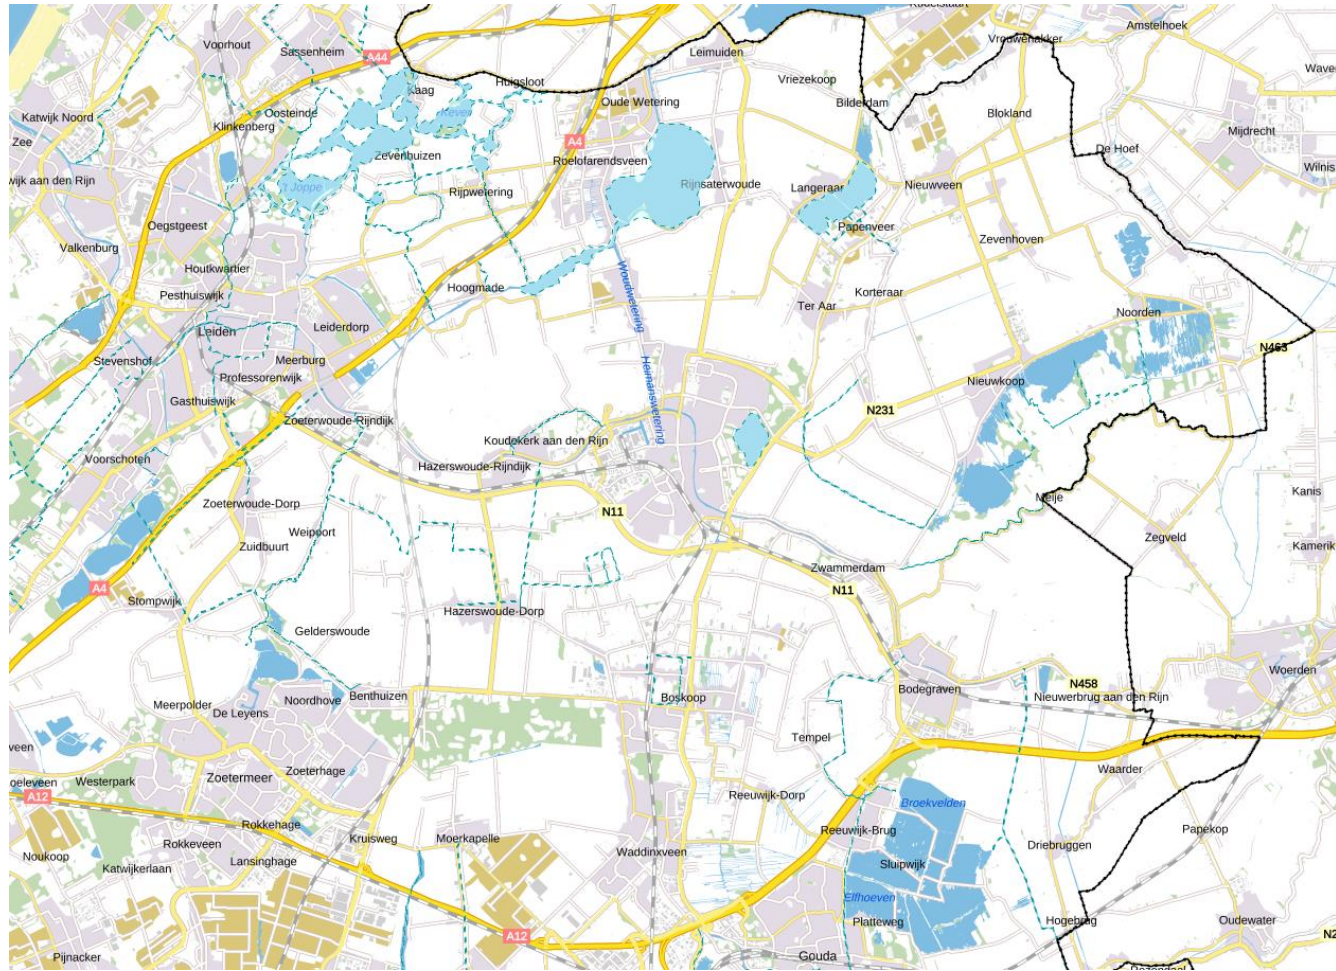 Voorhout
Sassenheim
A44
Leimuiden
Vrouwenakker
Amstelhoek
Huigsloot
Vriezekoop
Oude Wetering
Bilderdam
Katwijk Noord
Klinkenberg
Oosteinde
Blokland
Mijdrecht
Zee
Zevenhuizen
A4
De Hoef
Roelofarendsveen
Wilnis
wijk aan den Rijn
't Joppe
Rijpwetering
Rijnsaterwoude
Langeraar
Nieuwveen
Oegstgeest
Papenveer
Zevenhoven
Valkenburg
Houtkwartier
Woudwetering
Pesthuiswijk
Hoogmade
Korteraar
Ter Aar
Noorden
Leiden
Leiderdorp
Stevenshof
Meerburg
N463
Professorenwijk
Heimanswetering
Nieuwkoop
Gasthuiswijk
N231
Zoeterwoude-Rijndijk
Koudekerk aan den Rijn
Voorschoten
Hazerswoude-Rijndijk
Kanis
Zoeterwoude-Dorp
Meije
N11
Weipoort
Zegveld
Zuidbuurt
Kamerik
Zwammerdam
A4
N11
Stompwijk
Hazerswoude-Dorp
Gelderswoude
Woerden
N458
Benthuizen
Boskoop
Bodegraven
Nieuwerbrug aan den Rijn
Noordhove
Meerpolder
De Leyens
Tempel
veen
Zoeterhage
Waarder
Westerpark
Zoetermeer
oeleveen
A12
Reeuwijk-Dorp
Broekvelden
Rokkehage
Reeuwijk-Brug
Papekop
Kruisweg
Moerkapelle
Rokkeveen
Driebruggen
Noukoop
Waddinxveen
Lansinghage
Sluipwijk
Katwijkerlaan
Elfhoeven
Platteweg
Hogebrug
Oudewater
A12
N2
Pijnacker
Gouda